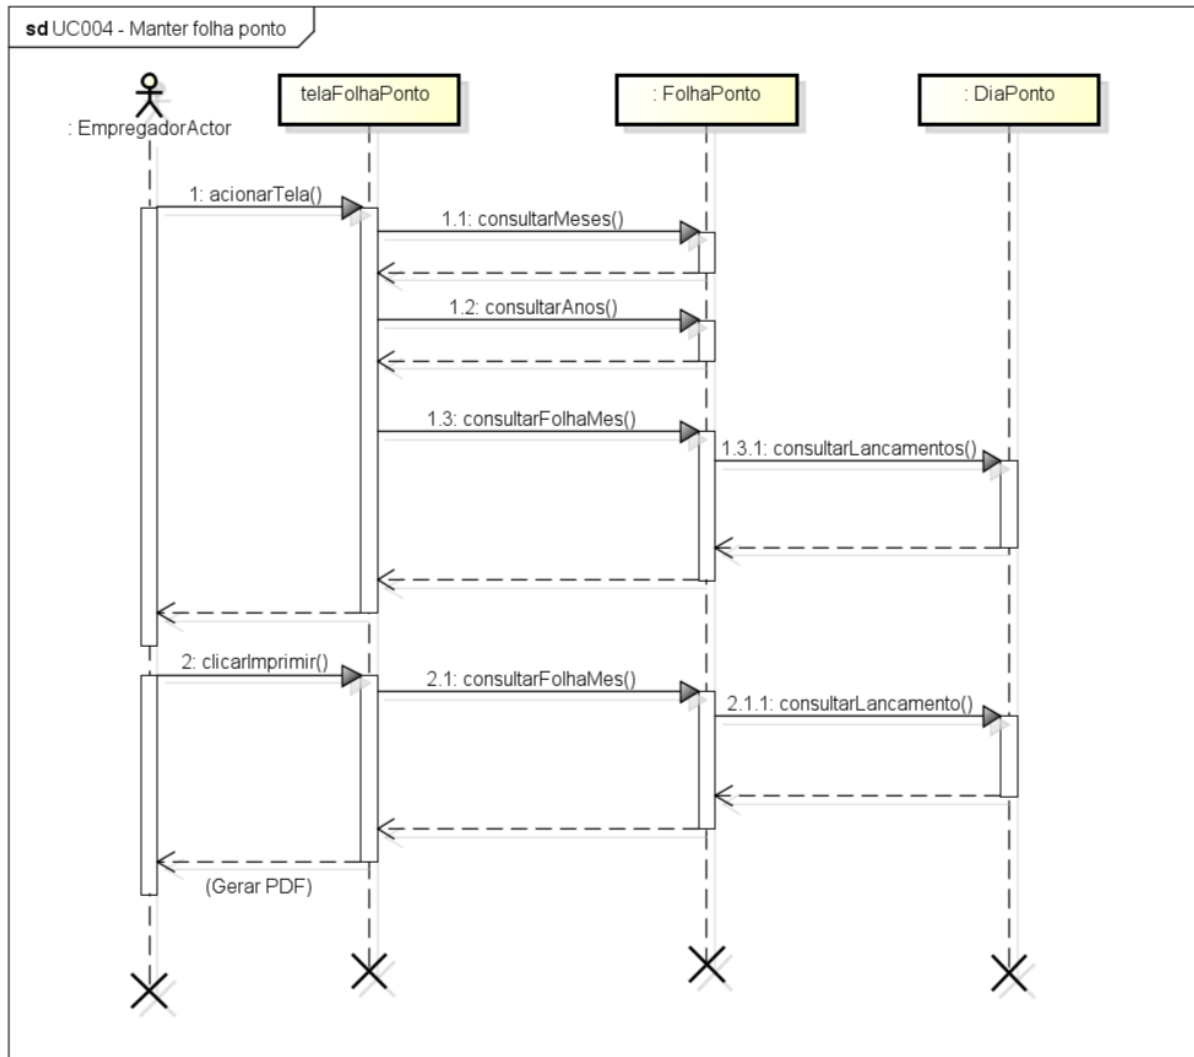 sd UC004 - Manter folha ponto
: EmpregadorActor
telaFolhaPonto
: FolhaPonto
: DiaPonto
1: acionarTela()
1.1: consultarMeses()
1.2: consultarAnos()
1.3: consultarFolhaMes()
1.3.1: consultarLancamentos()
2: clicarImprimir()
2.1: consultarFolhaMes()
2.1.1: consultarLancamento()
(Gerar PDF)